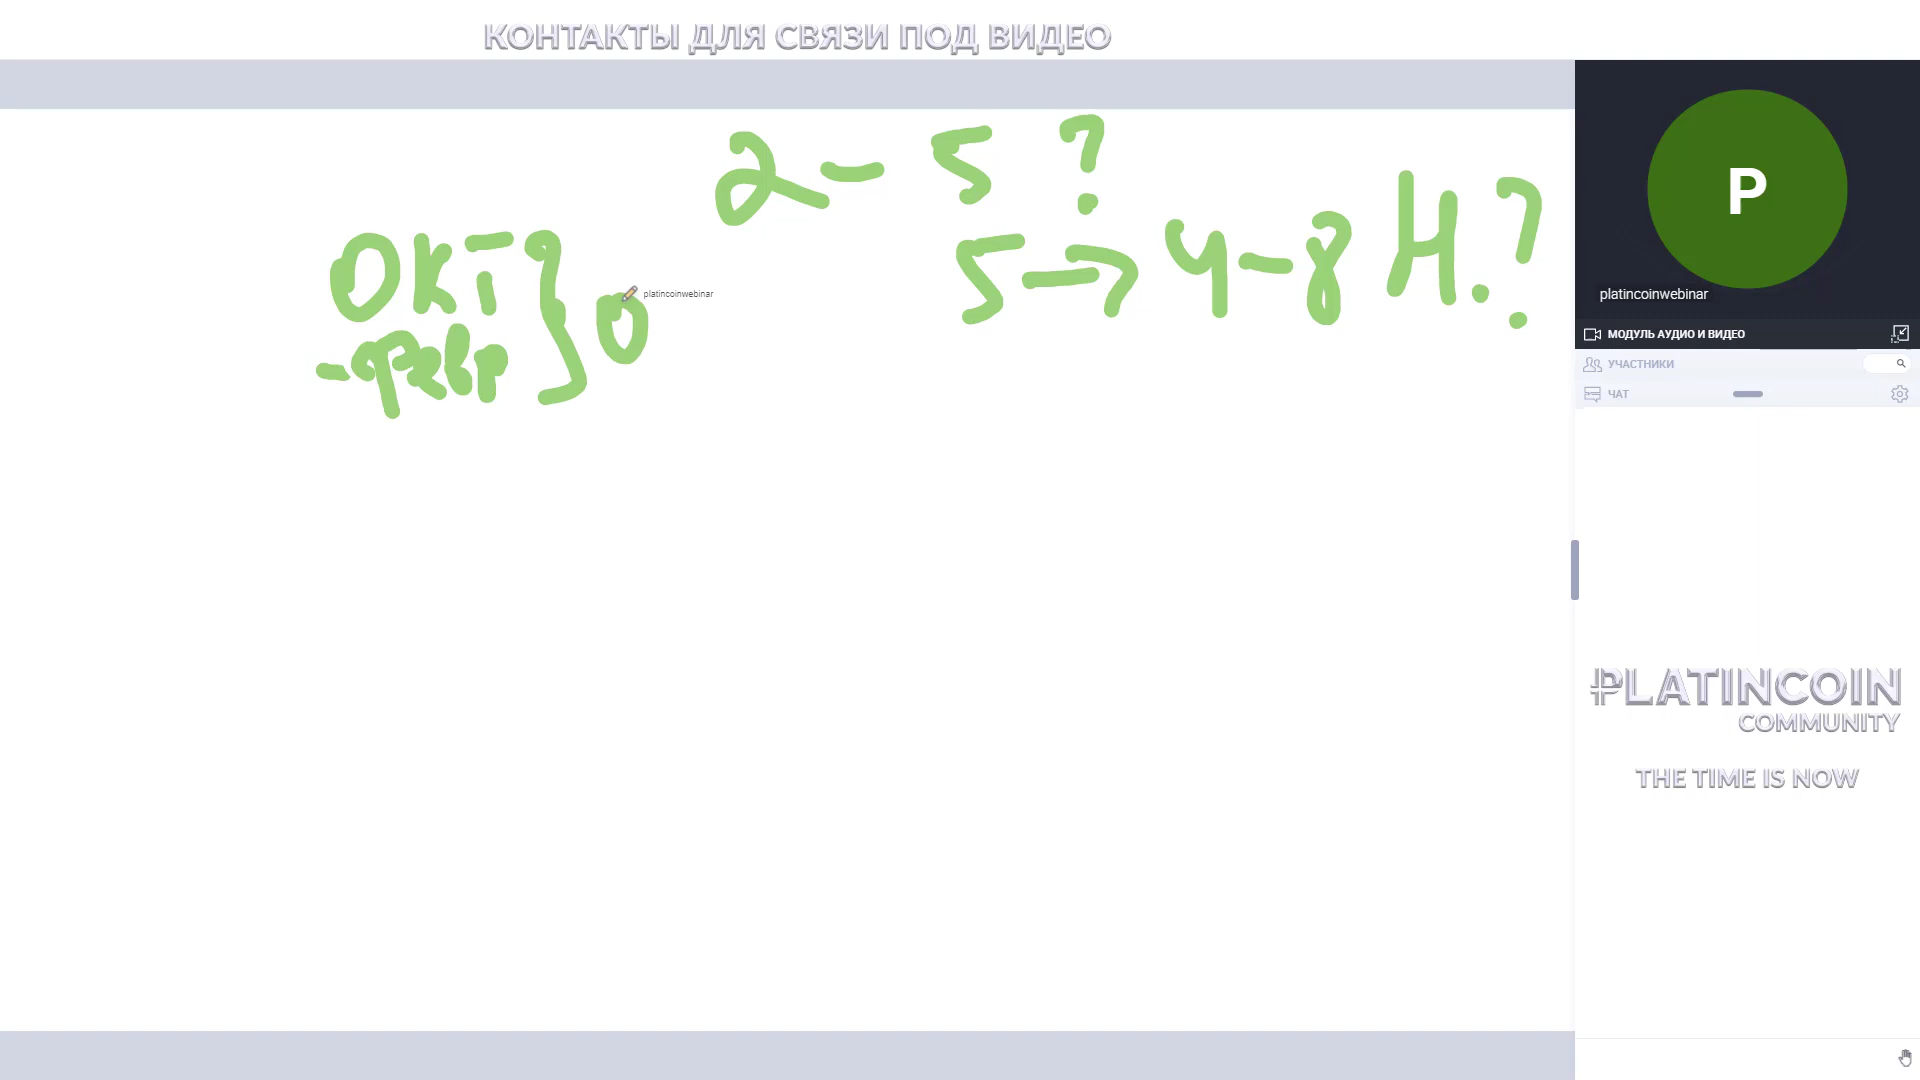 КОНТАКТЫ ДЛЯ СВЯЗИ ПОД ВИДЕО
2 - 5 ?
5 → 4 - 8 Н. ?
ОКТ
- февр } 0
platincoinwebinar
P
platincoinwebinar
МОДУЛЬ АУДИО И ВИДЕО
УЧАСТНИКИ
ЧАТ
PLATINCOIN
COMMUNITY
THE TIME IS NOW